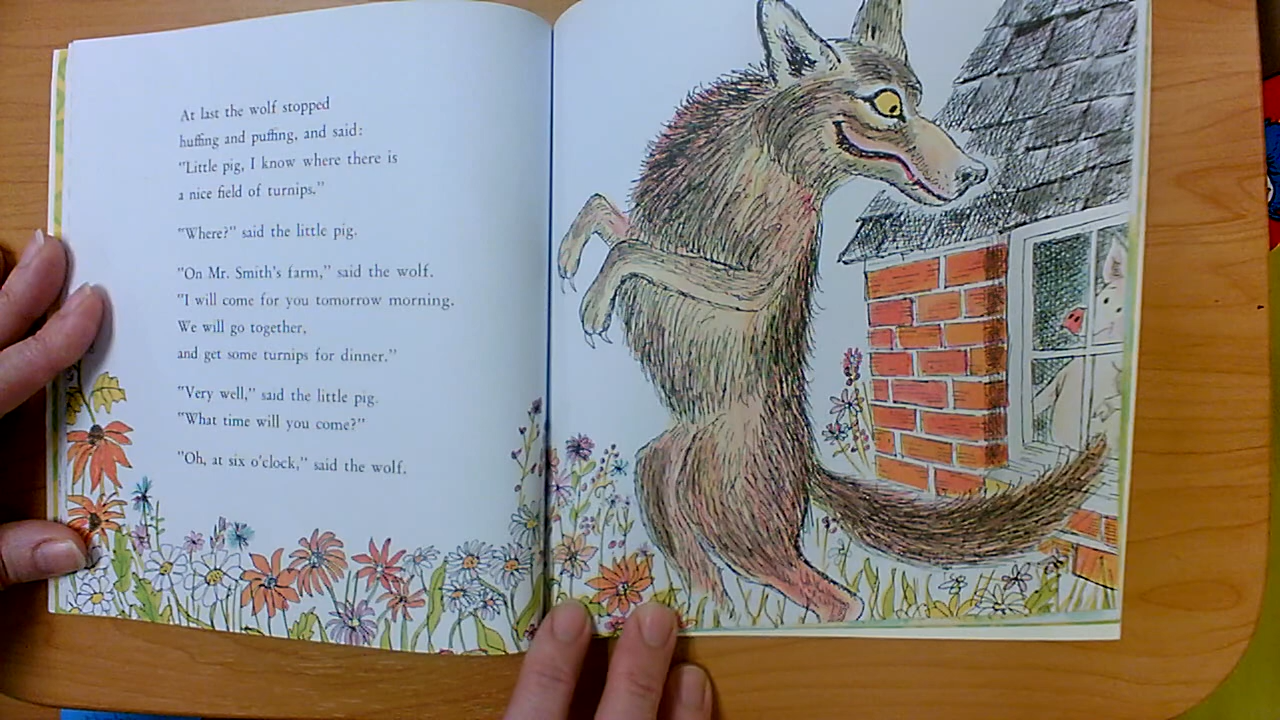 At last the wolf stopped
huffing and puffing, and said:
"Little pig, I know where there is
a nice field of turnips."
"Where?" said the little pig.
"On Mr. Smith's farm," said the wolf.
"I will come for you tomorrow morning.
We will go together,
and get some turnips for dinner."
"Very well," said the little pig.
"What time will you come?"
"Oh, at six o'clock," said the wolf.